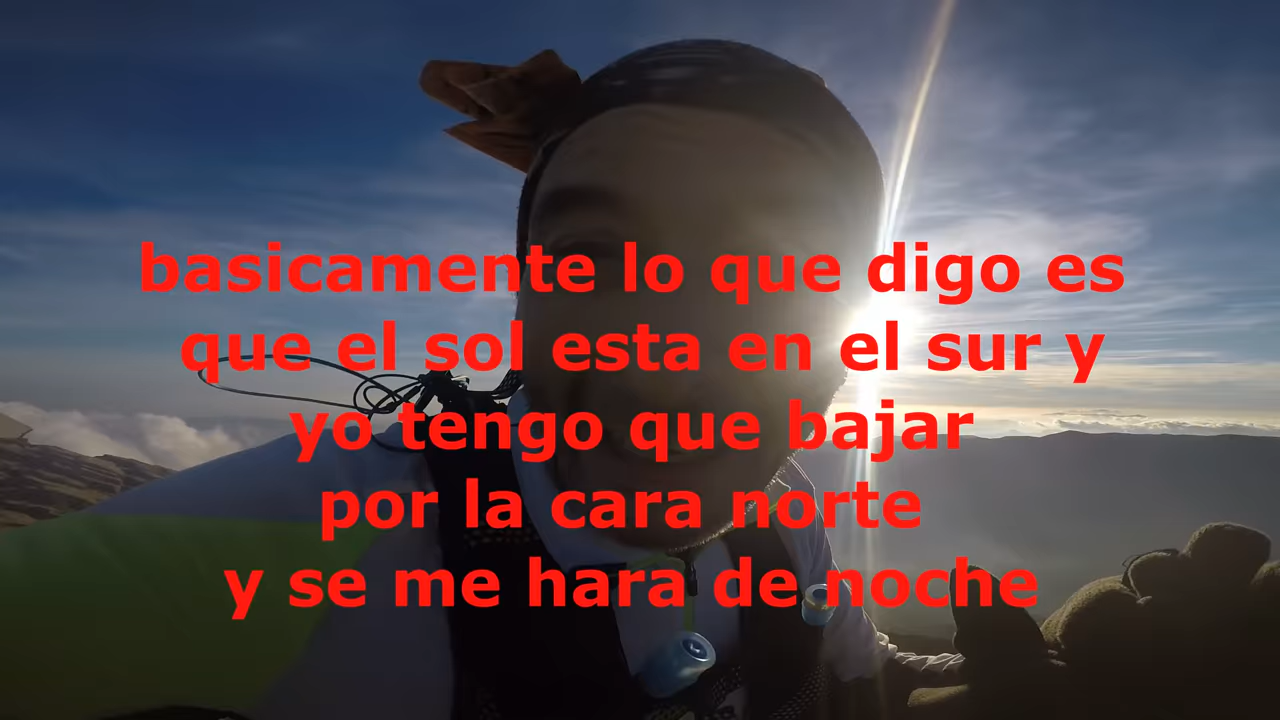 basicamente lo que digo es
que el sol esta en el sur y
yo tengo que bajar
por la cara norte
y se me hara de noche